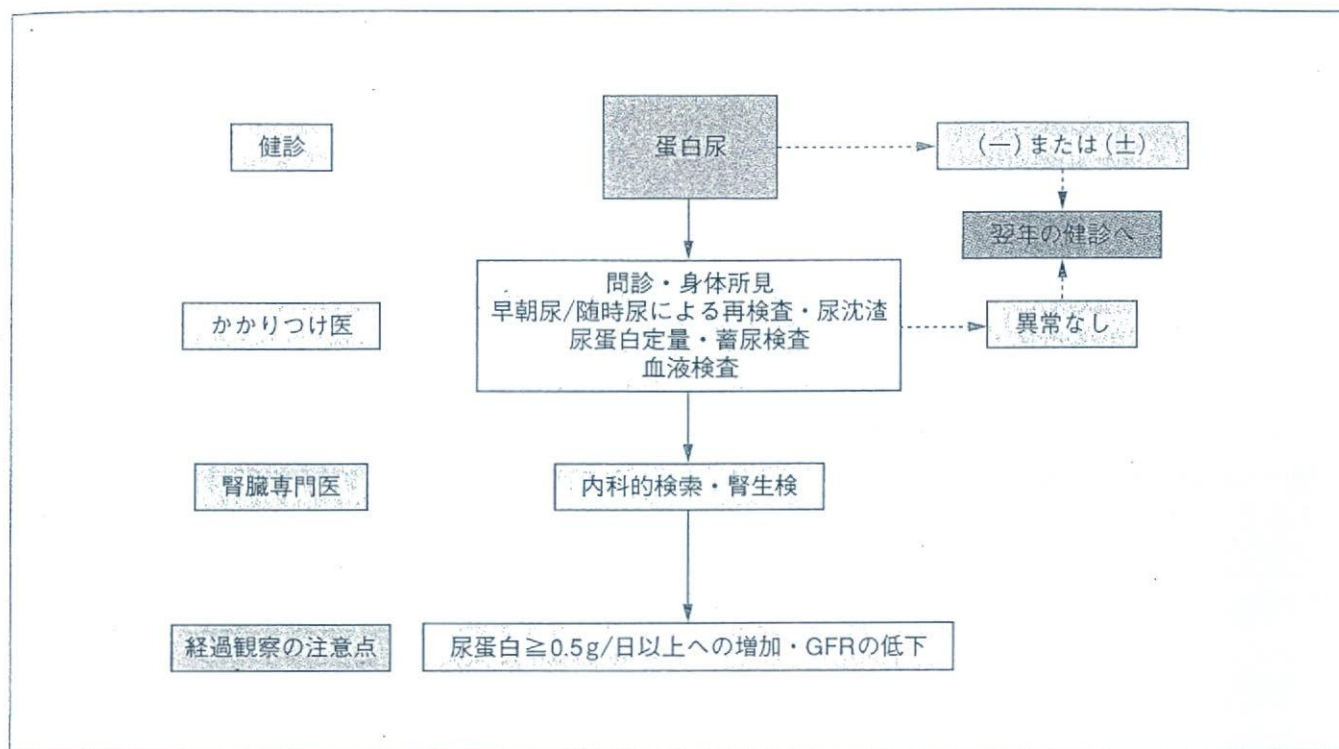 健診
蛋白尿
(−)または(±)
翌年の健診へ
かかりつけ医
問診・身体所見
早朝尿/随時尿による再検査・尿沈渣
尿蛋白定量・蓄尿検査
血液検査
異常なし
腎臓専門医
内科的検索・腎生検
経過観察の注意点
尿蛋白≧0.5g/日以上への増加・GFRの低下